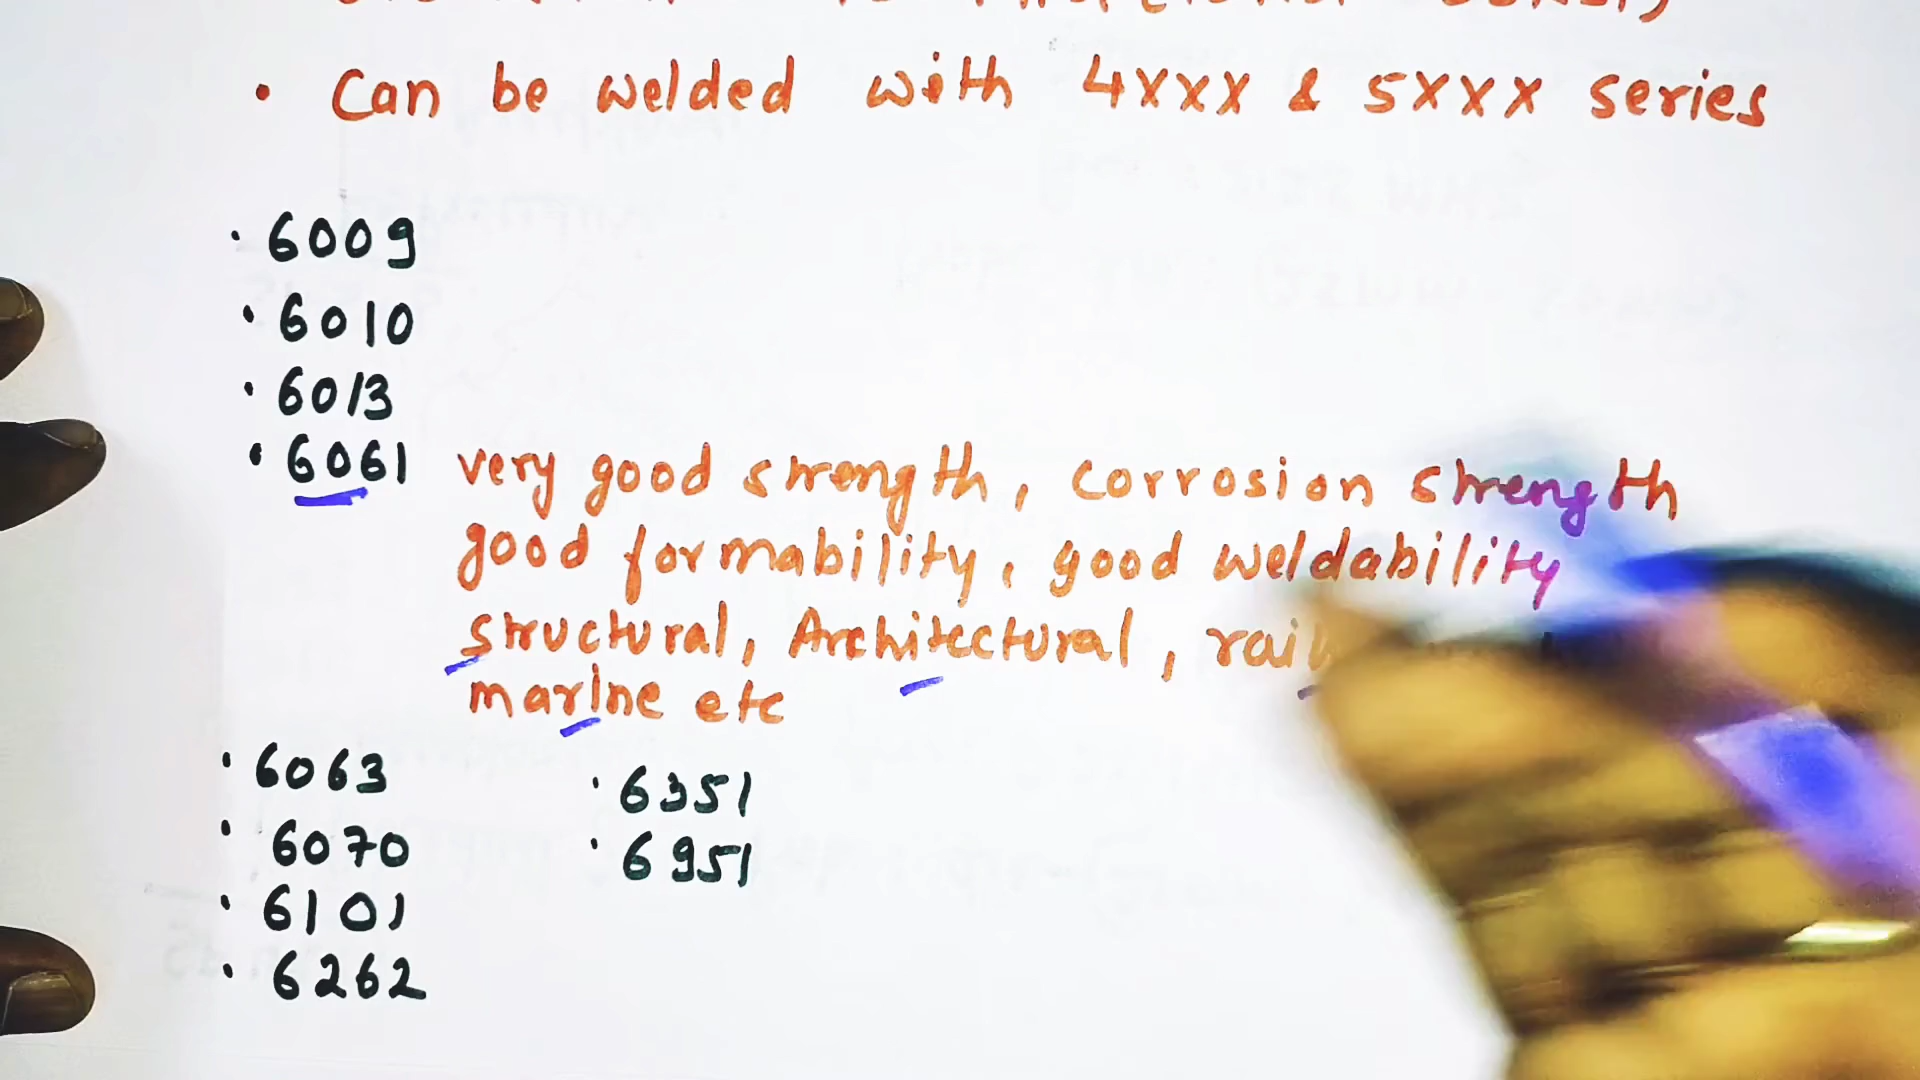 • Can be welded with 4XXX & 5XXX series
• 6009
• 6010
• 6013
• 6061 very good strength, corrosion strength
good formability, good weldability
structural, Architectural,
marine etc
• 6063
• 6070
• 6101
• 6262
• 6351
• 6951